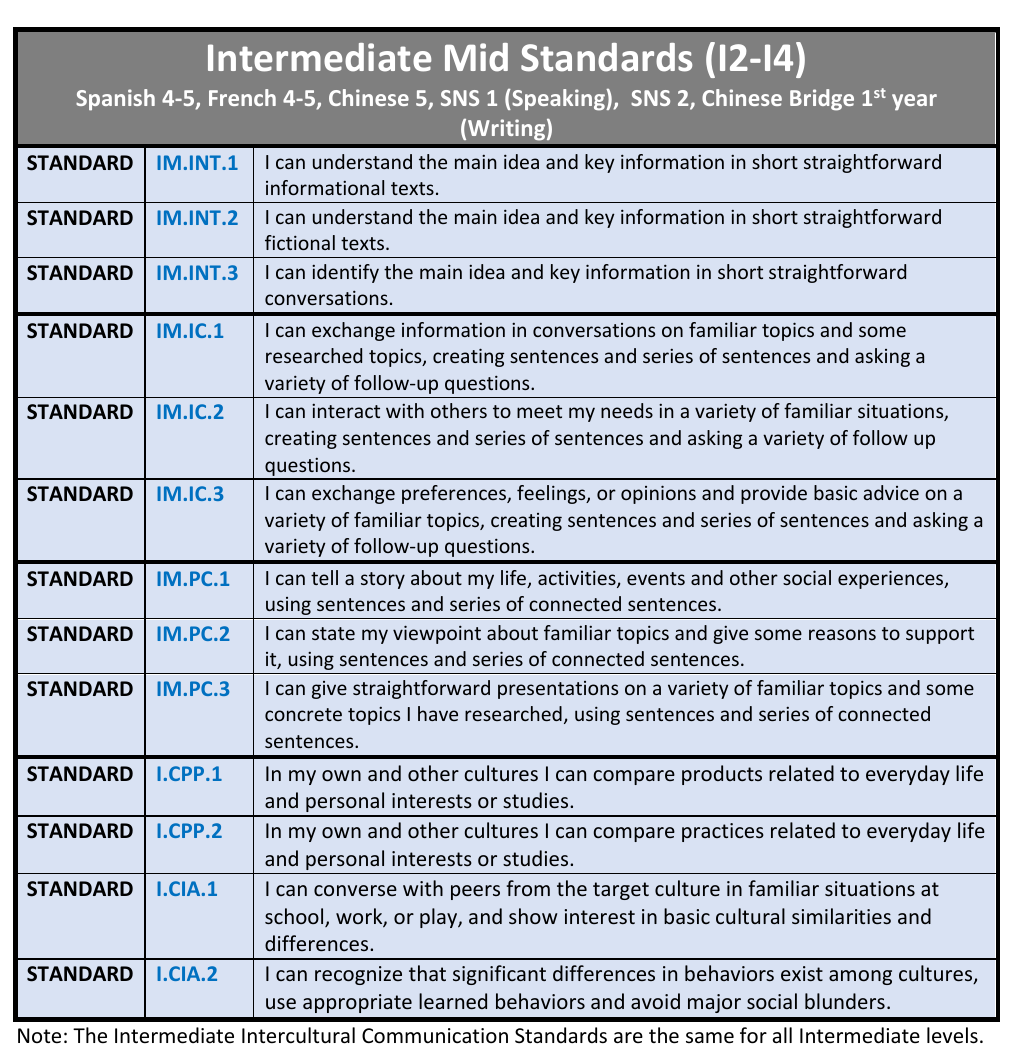 Intermediate Mid Standards (I2-I4)
Spanish 4-5, French 4-5, Chinese 5, SNS 1 (Speaking),  SNS 2, Chinese Bridge 1st year
(Writing)
STANDARD IM.INT.1 I can understand the main idea and key information in short straightforward
informational texts.
STANDARD IM.INT.2 I can understand the main idea and key information in short straightforward
fictional texts.
STANDARD IM.INT.3 I can identify the main idea and key information in short straightforward
conversations.
STANDARD IM.IC.1 I can exchange information in conversations on familiar topics and some
researched topics, creating sentences and series of sentences and asking a
variety of follow-up questions.
STANDARD IM.IC.2 I can interact with others to meet my needs in a variety of familiar situations,
creating sentences and series of sentences and asking a variety of follow up
questions.
STANDARD IM.IC.3 I can exchange preferences, feelings, or opinions and provide basic advice on a
variety of familiar topics, creating sentences and series of sentences and asking a
variety of follow-up questions.
STANDARD IM.PC.1 I can tell a story about my life, activities, events and other social experiences,
using sentences and series of connected sentences.
STANDARD IM.PC.2 I can state my viewpoint about familiar topics and give some reasons to support
it, using sentences and series of connected sentences.
STANDARD IM.PC.3 I can give straightforward presentations on a variety of familiar topics and some
concrete topics I have researched, using sentences and series of connected
sentences.
STANDARD I.CPP.1 In my own and other cultures I can compare products related to everyday life
and personal interests or studies.
STANDARD I.CPP.2 In my own and other cultures I can compare practices related to everyday life
and personal interests or studies.
STANDARD I.CIA.1 I can converse with peers from the target culture in familiar situations at
school, work, or play, and show interest in basic cultural similarities and
differences.
STANDARD I.CIA.2 I can recognize that significant differences in behaviors exist among cultures,
use appropriate learned behaviors and avoid major social blunders.
Note: The Intermediate Intercultural Communication Standards are the same for all Intermediate levels.